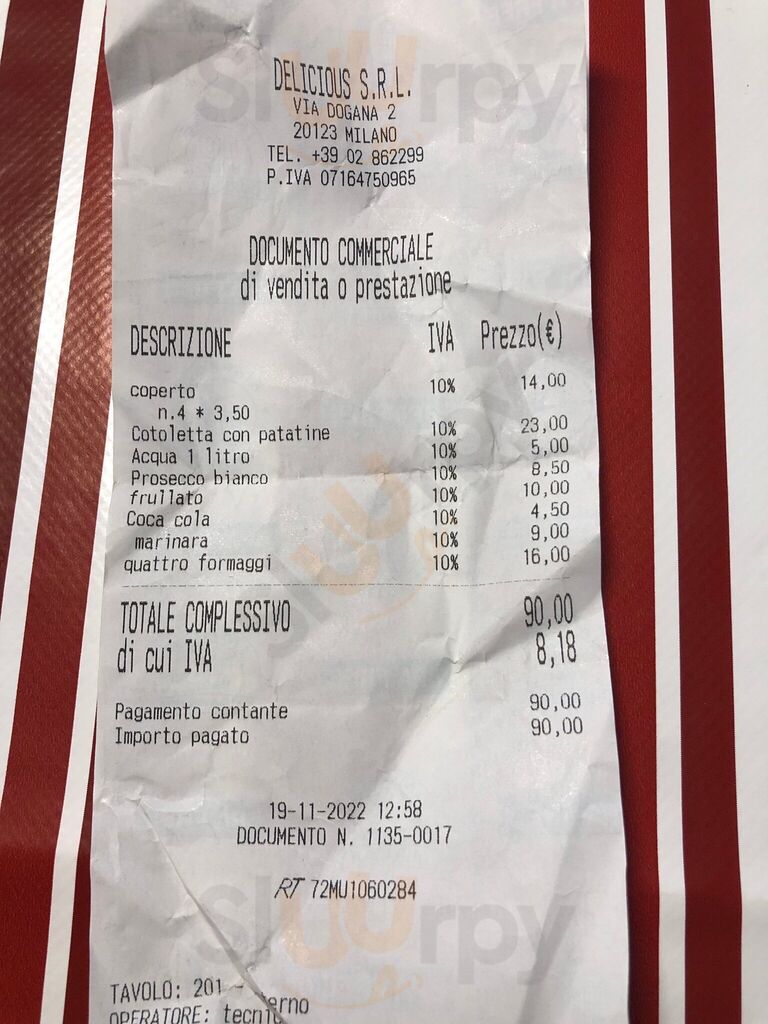 DELICIOUS S.R.L.
VIA DOGANA 2
20123 MILANO
TEL. +39 02 862299
P.IVA 07164750965
DOCUMENTO COMMERCIALE
di vendita o prestazione
DESCRIZIONE IVA Prezzo(€)
coperto 10% 14,00
n.4 * 3,50
Cotoletta con patatine 10% 23,00
Acqua 1 litro 10% 5,00
Prosecco bianco 10% 8,50
frullato 10% 10,00
Coca cola 10% 4,50
marinara 10% 9,00
quattro formaggi 10% 16,00
TOTALE COMPLESSIVO 90,00
di cui IVA 8,18
Pagamento contante 90,00
Importo pagato 90,00
19-11-2022 12:58
DOCUMENTO N. 1135-0017
RT 72MU1060284
TAVOLO: 201 -
OPERATORE:
sluurpy
sluurpy
sluurpy